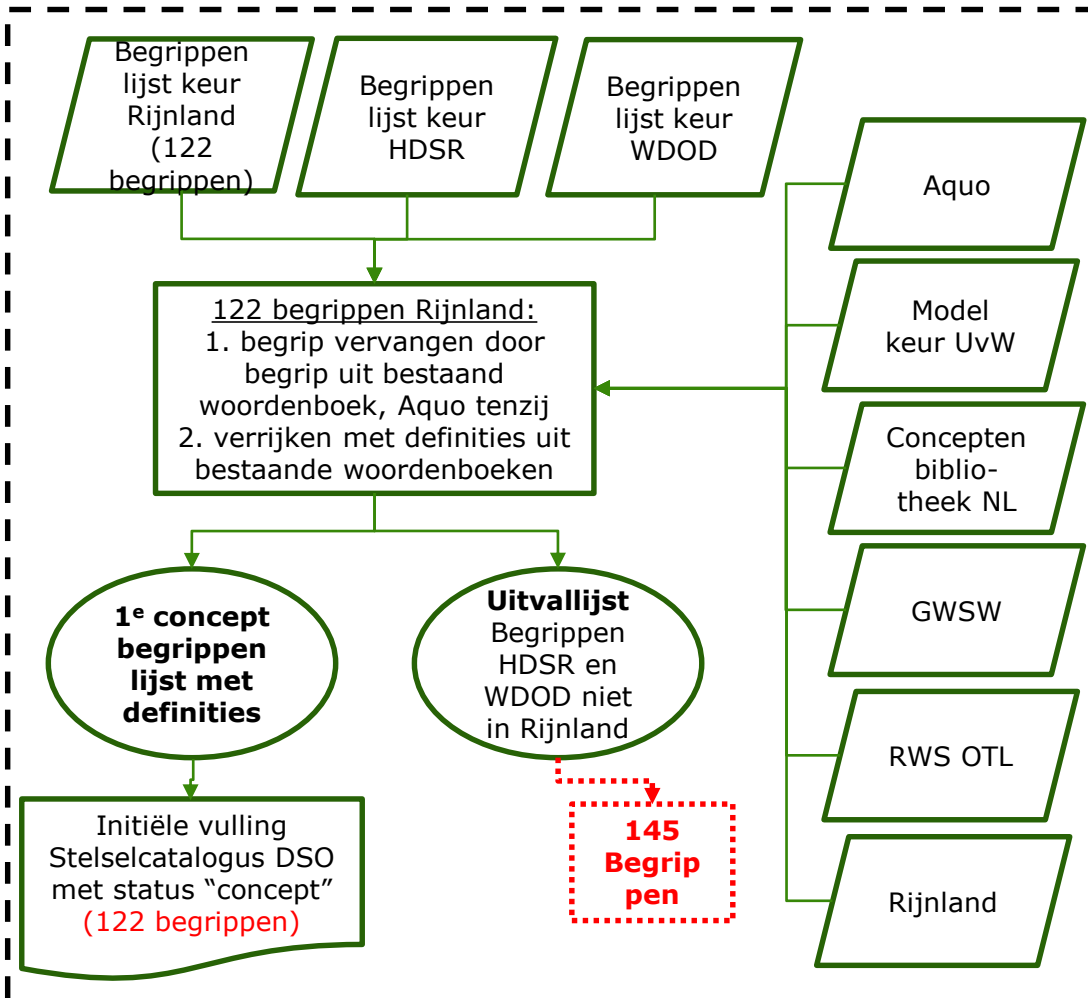 Begrippen
lijst keur
Rijnland
(122
begrippen)
Begrippen
lijst keur
HDSR
Begrippen
lijst keur
WDOD
122 begrippen Rijnland:
1. begrip vervangen door
begrip uit bestaand
woordenboek, Aquo tenzij
2. verrijken met definities uit
bestaande woordenboeken
1e concept
begrippen
lijst met
definities
Uitvallijst
Begrippen
HDSR en
WDOD niet
in Rijnland
Initiële vulling
Stelselcatalogus DSO
met status “concept”
(122 begrippen)
145
Begrip
pen
Aquo
Model
keur UvW
Concepten
biblio-
theek NL
GWSW
RWS OTL
Rijnland